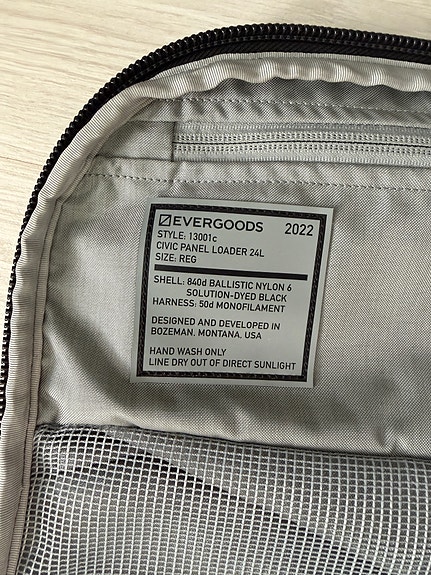 EVERGOODS 2022
STYLE: 13001c
CIVIC PANEL LOADER 24L
SIZE: REG
SHELL: 840d BALLISTIC NYLON 6
SOLUTION-DYED BLACK
HARNESS: 50d MONOFILAMENT
DESIGNED AND DEVELOPED IN
BOZEMAN, MONTANA, USA
HAND WASH ONLY
LINE DRY OUT OF DIRECT SUNLIGHT